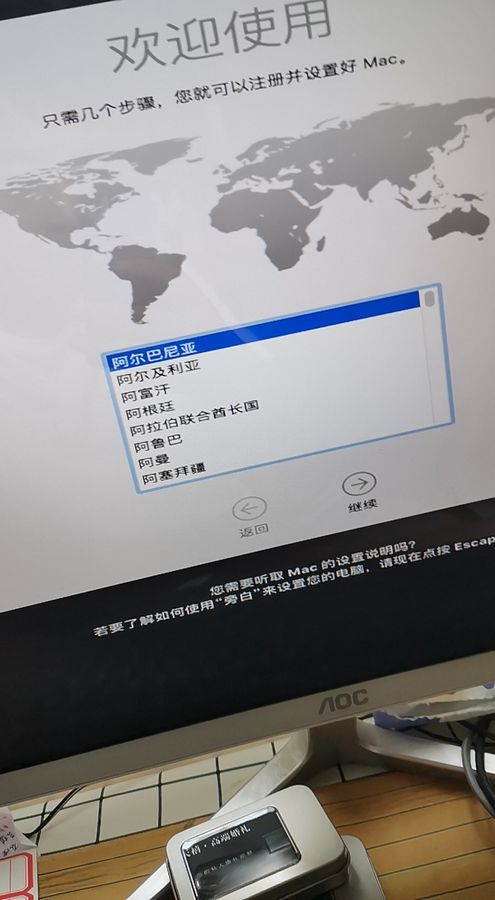 欢迎使用
只需几个步骤，您就可以注册并设置好 Mac。
阿尔巴尼亚
阿尔及利亚
阿富汗
阿根廷
阿拉伯联合酋长国
阿鲁巴
阿曼
阿塞拜疆
返回
继续
您需要听取 Mac 的设置说明吗？
若要了解如何使用“旁白”来设置您的电脑，请现在点按 Escap
AOC
·高端婚礼